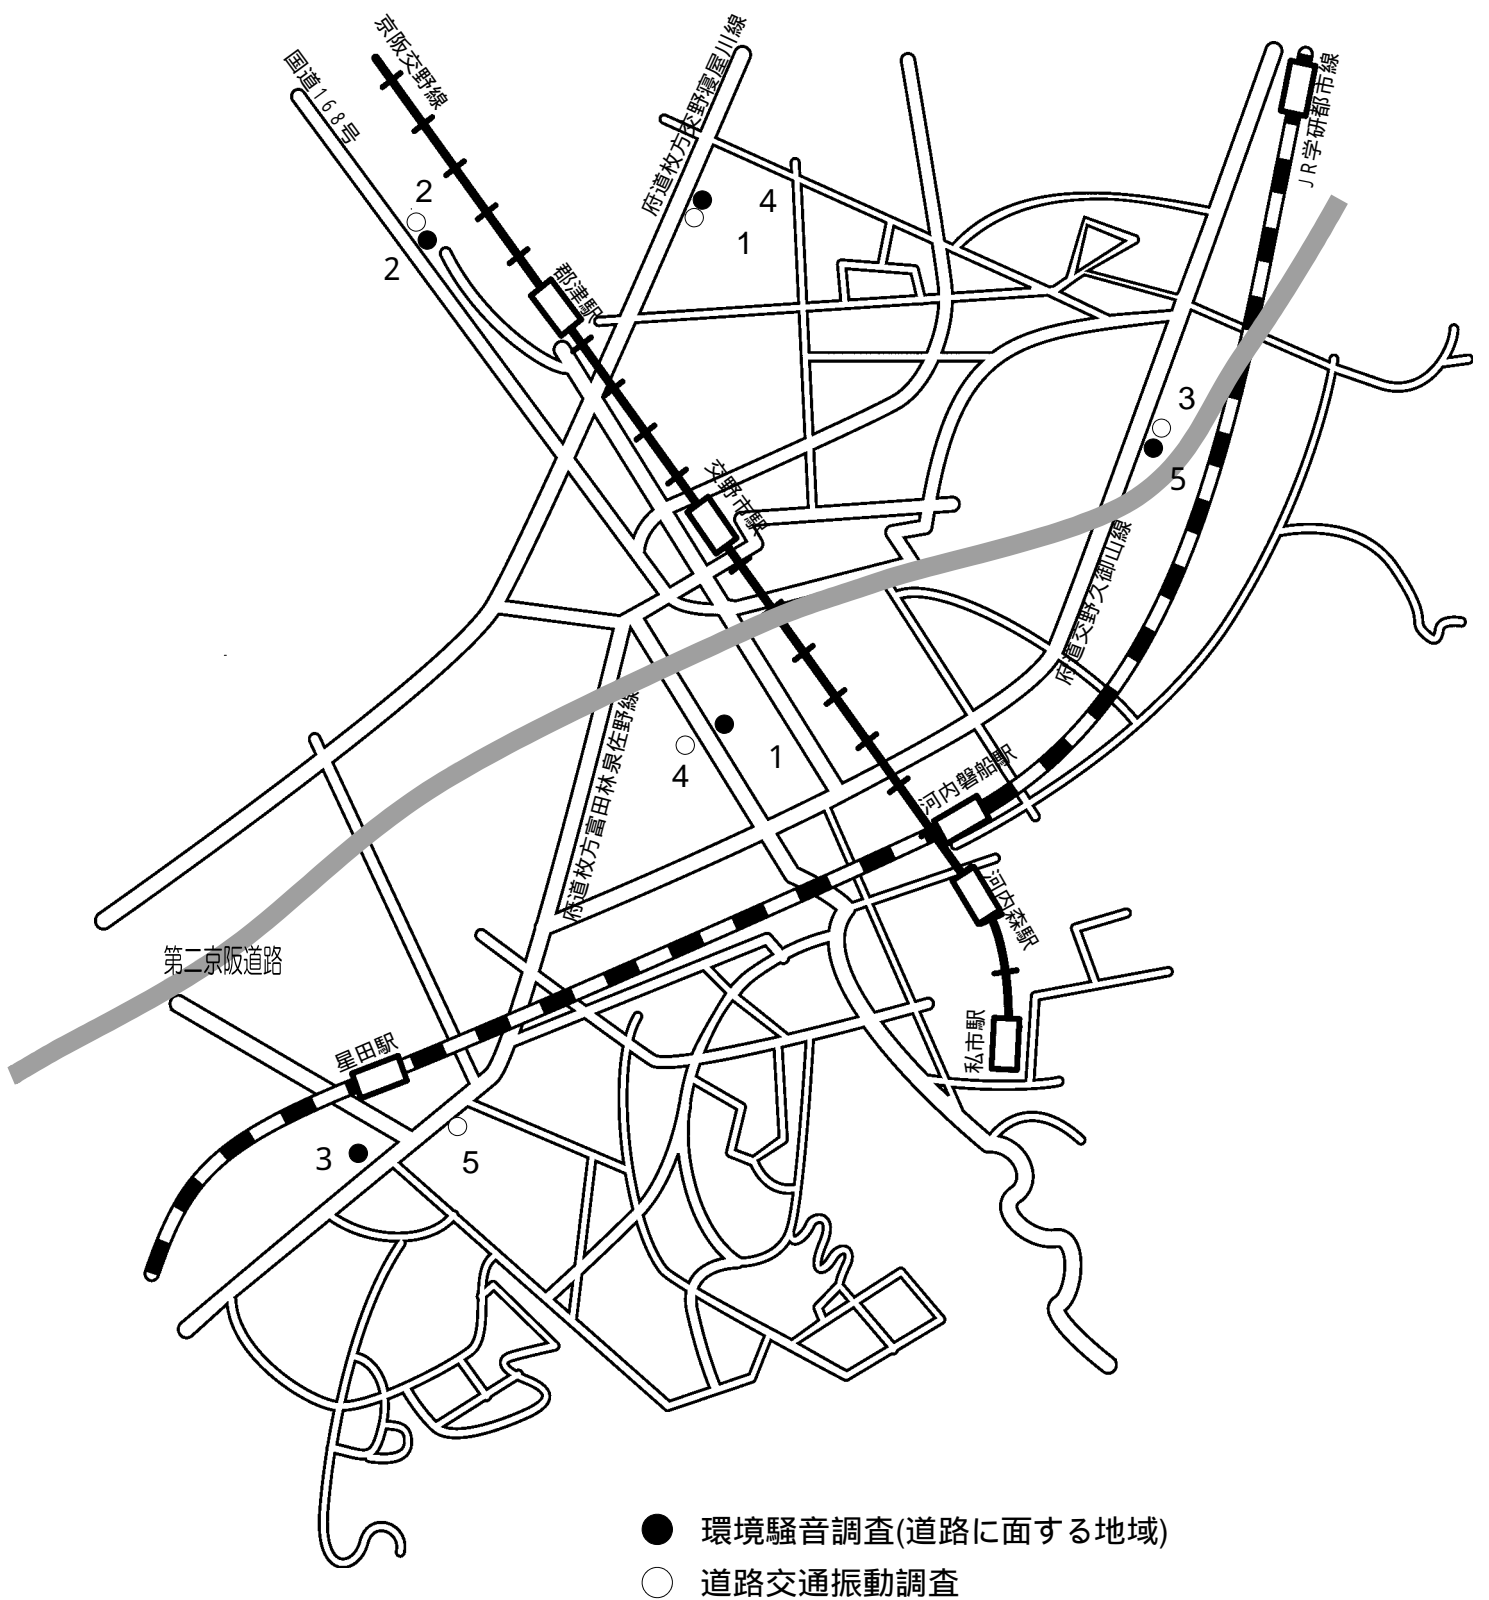 京阪交野線
国道168号
府道枚方交野寝屋川線
JR学研都市線
2
2
4
1
郡津駅
3
5
交野市駅
府道交野久御山線
府道枚方富田林泉佐野線
1
4
河内磐船駅
河内森駅
第二京阪道路
私市駅
星田駅
3
5
環境騒音調査(道路に面する地域)
道路交通振動調査